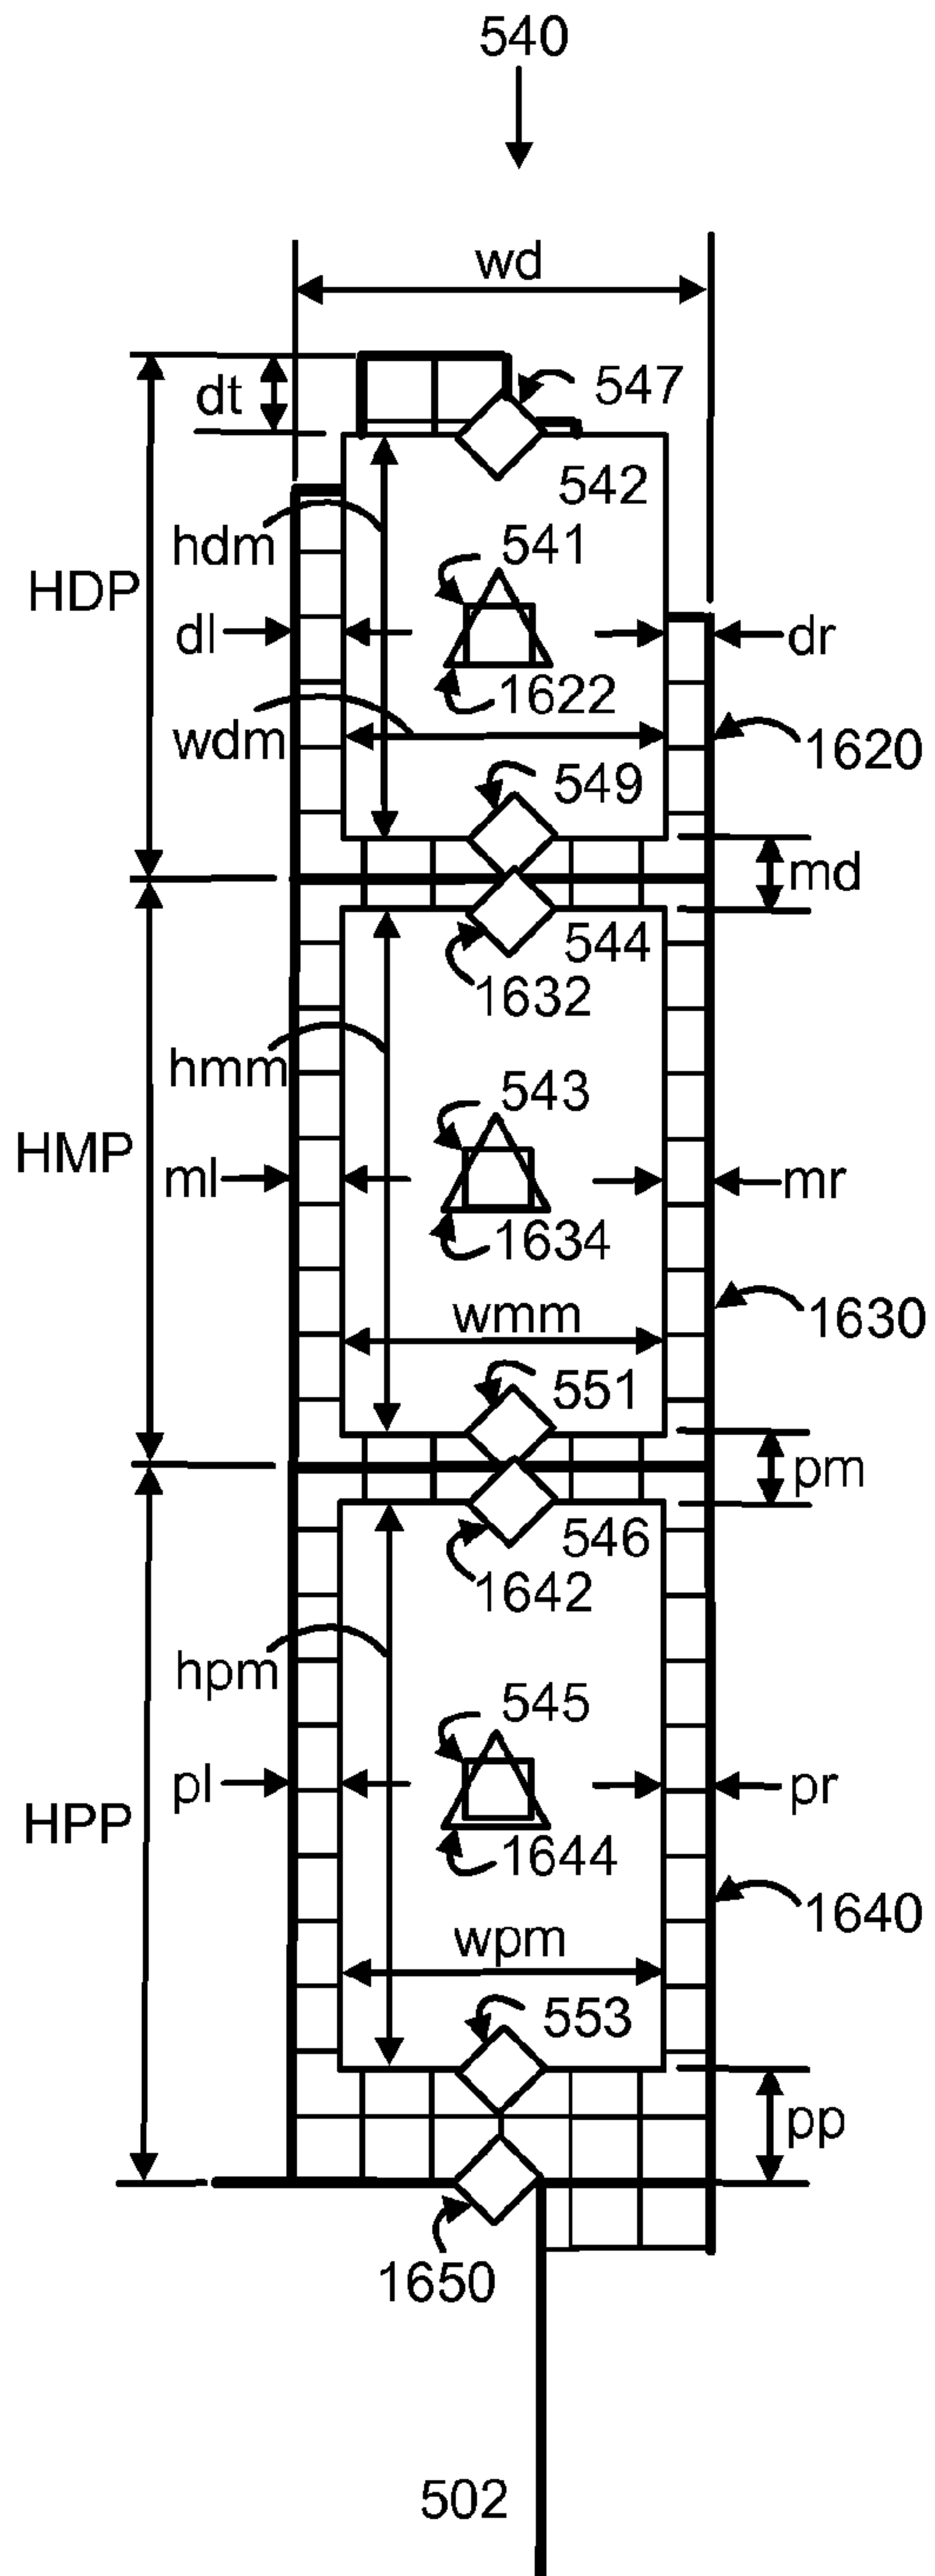 540
wd
547
dt
542
hdm
541
HDP
dl
dr
1622
wdm
1620
549
md
544
1632
hmm
543
HMP
ml
mr
1634
wmm
1630
551
pm
546
1642
hpm
545
pl
pr
HPP
1644
1640
wpm
553
pp
1650
502